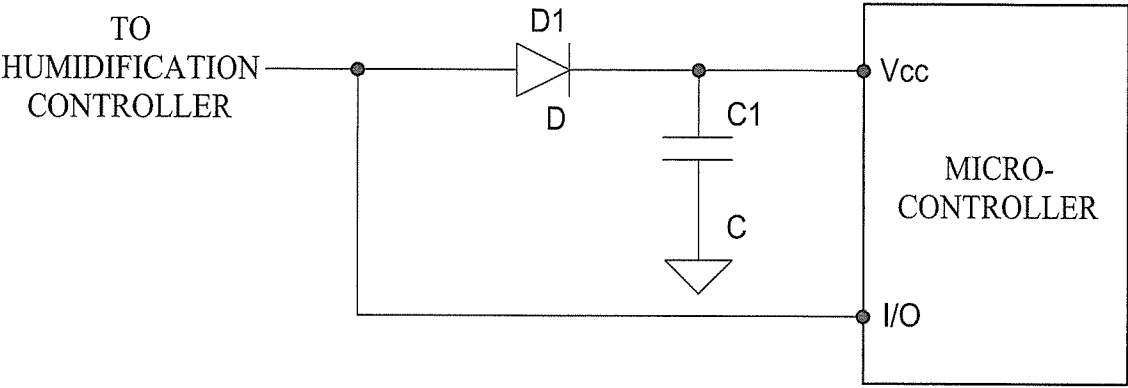 TO
HUMIDIFICATION
CONTROLLER
D1
D
C1
C
Vcc
MICRO-
CONTROLLER
I/O